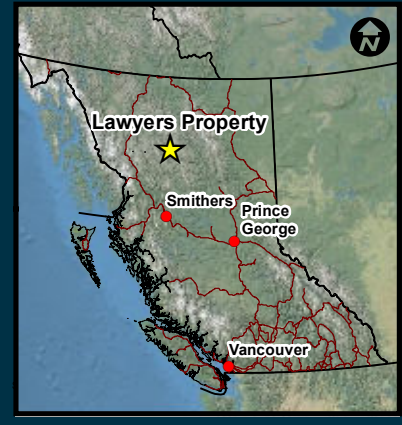 N
Lawyers Property
Smithers
Prince
George
Vancouver